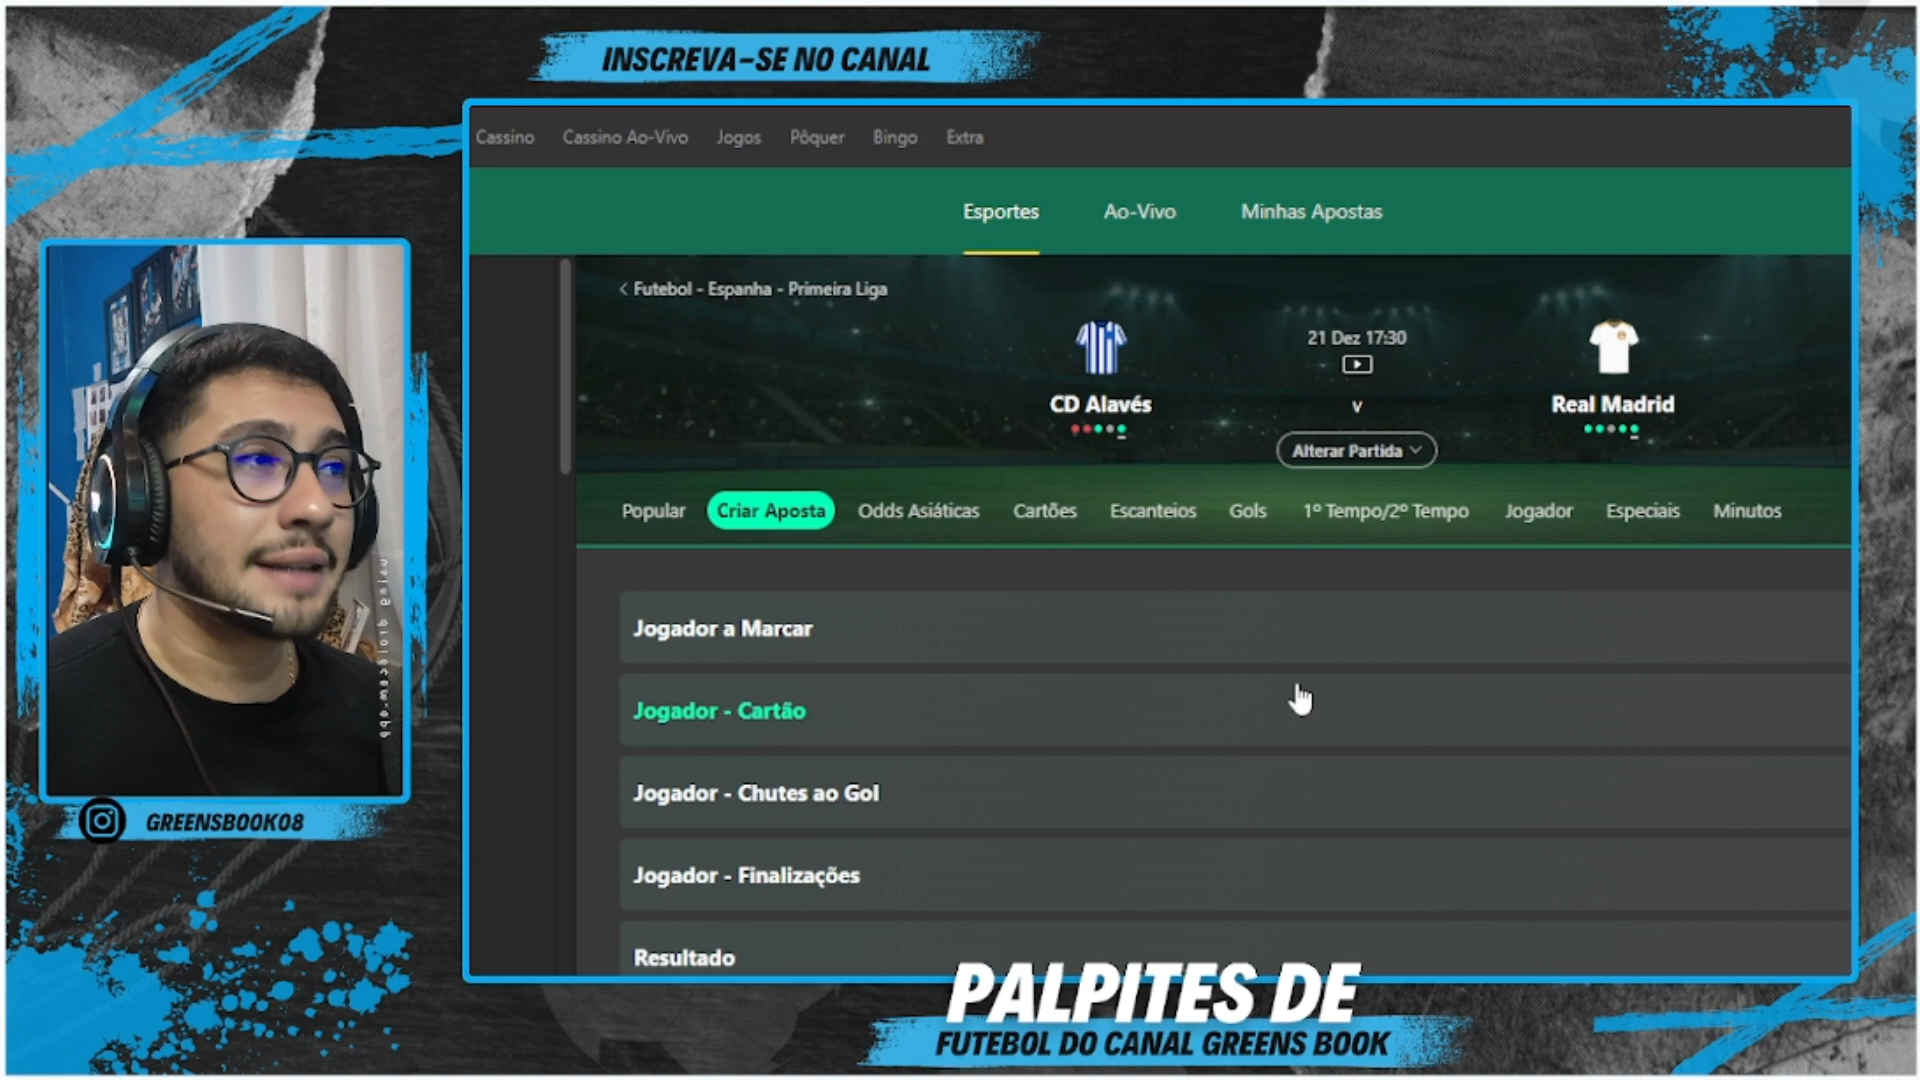 INSCREVA-SE NO CANAL
Cassino Cassino Ao-Vivo Jogos Pôquer Bingo Extra
Esportes Ao-Vivo Minhas Apostas
Futebol - Espanha - Primeira Liga
21 Dez 17:30
CD Alavés v Real Madrid
Alterar Partida
Popular Criar Aposta Odds Asiáticas Cartões Escanteios Gols 1º Tempo/2º Tempo Jogador Especiais Minutos
Jogador a Marcar
Jogador - Cartão
Jogador - Chutes ao Gol
Jogador - Finalizações
Resultado
GREENSBOOK08
PALPITES DE
FUTEBOL DO CANAL GREENS BOOK